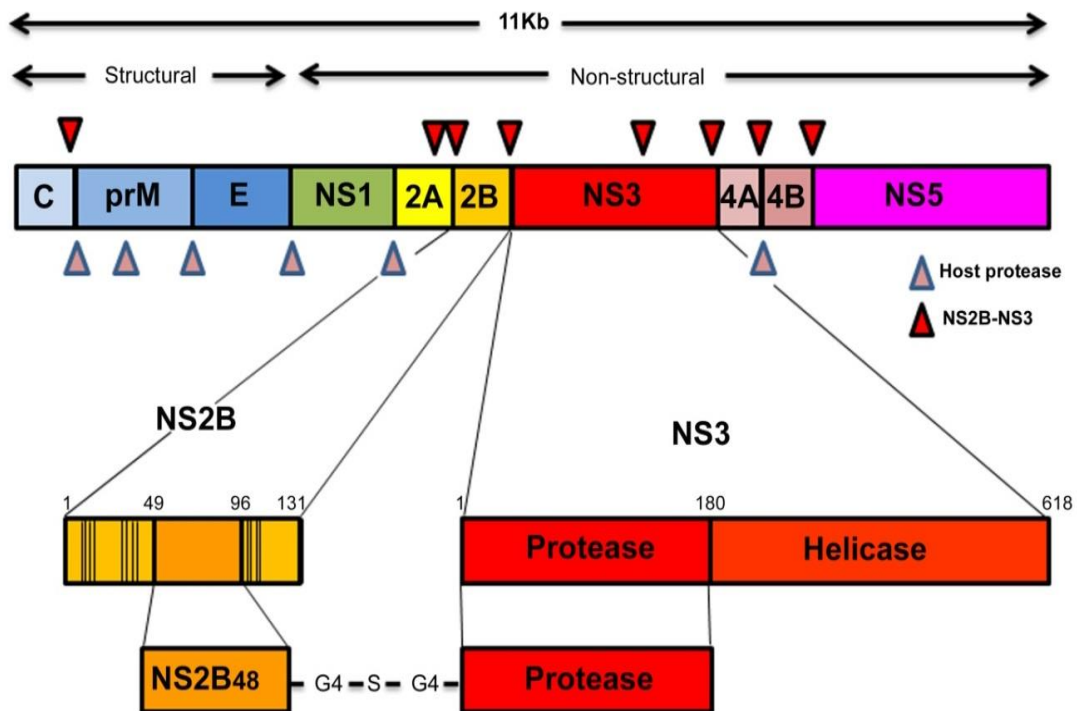 11Kb
Structural Non-structural
C prM E NS1 2A 2B NS3 4A 4B NS5
Host protease
NS2B-NS3
NS2B
NS3
1 49 96 131 1 180 618
Protease Helicase
NS2B48 G4 S G4 Protease